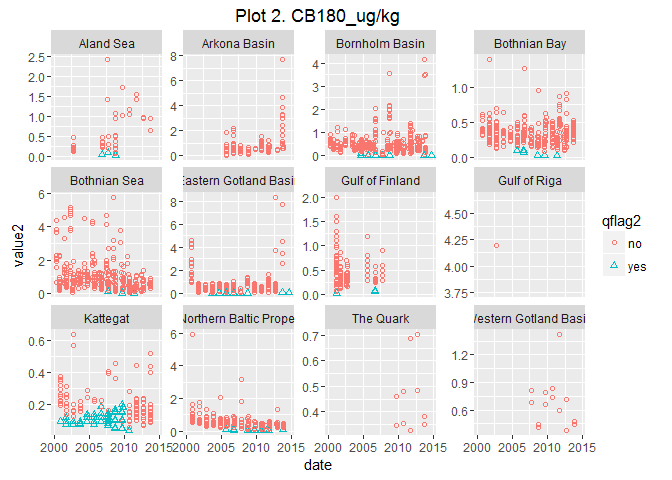 Plot 2. CB180_ug/kg
Aland Sea Arkona Basin Bornholm Basin Bothnian Bay
2.5 2.0 1.5 1.0 0.5 0.0
8 6 4 2 0
4 3 2 1 0
1.0 0.5 0.0
Bothnian Sea Eastern Gotland Basin Gulf of Finland Gulf of Riga
6 4 2 0
8 6 4 2 0
2.0 1.5 1.0 0.5 0.0
4.50 4.25 4.00 3.75
Kattegat Northern Baltic Prope The Quark Western Gotland Basi
0.6 0.4 0.2
6 4 2 0
0.7 0.6 0.5 0.4
1.2 0.9 0.6
2000 2005 2010 2015 2000 2005 2010 2015 2000 2005 2010 2015 2000 2005 2010 2015
date
value2
qflag2
no
yes